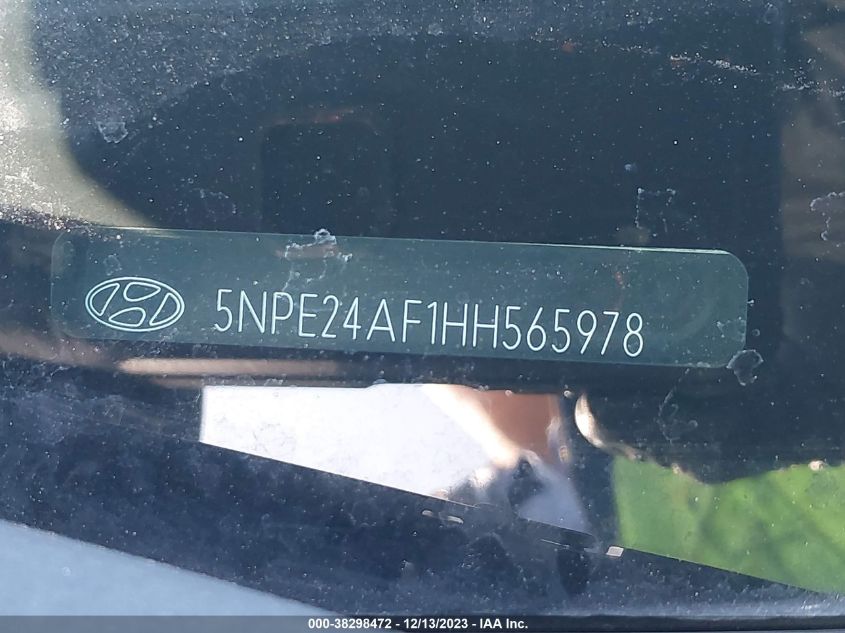 5NPE24AF1HH565978
000-38298472 - 12/13/2023 - IAA Inc.